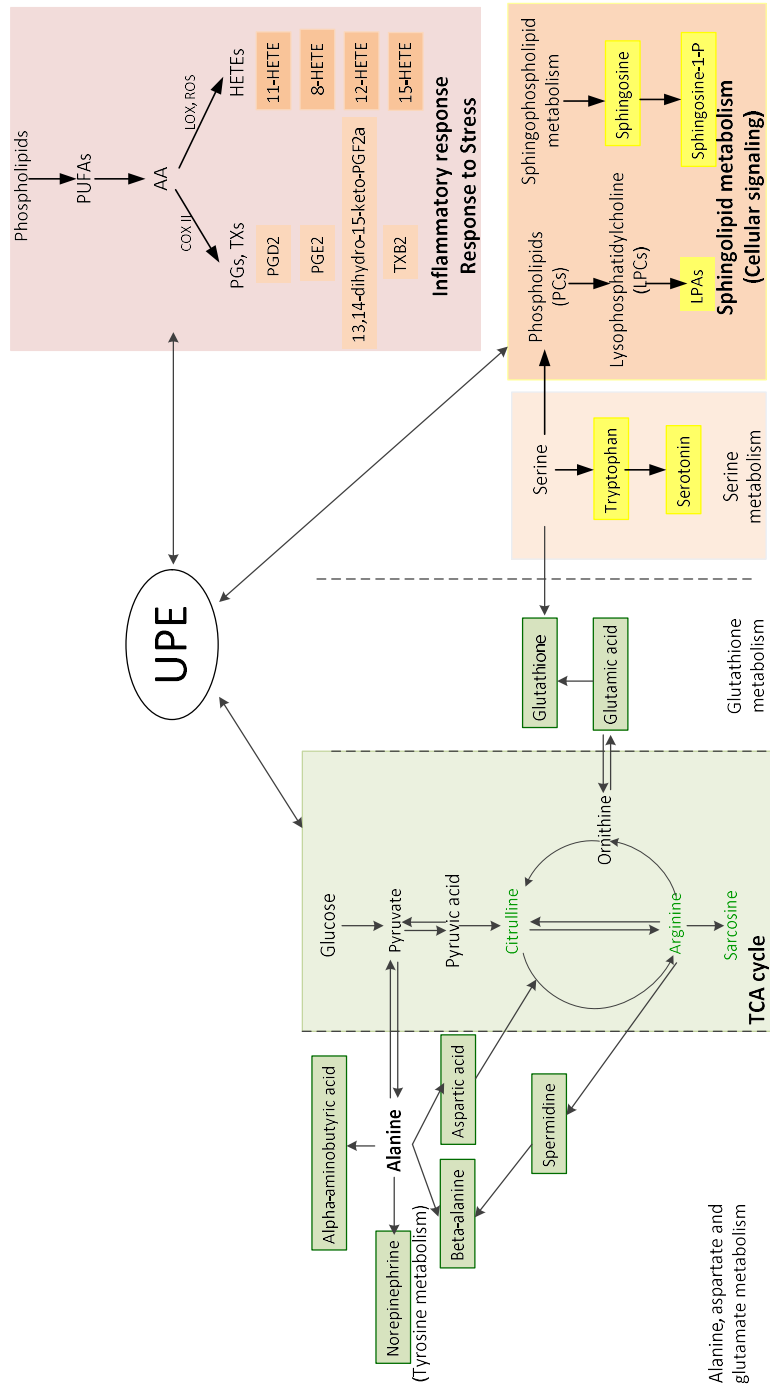 UPE
Alpha-aminobutyric acid
Norepinephrine
(Tyrosine metabolism)
Alanine
Beta-alanine
Aspartic acid
Spermidine
Alanine, aspartate and
glutamate metabolism
Glucose
Pyruvate
Pyruvic acid
Citrulline
Ornithine
Arginine
Sarcosine
TCA cycle
Glutathione
Glutamic acid
Glutathione
metabolism
Serine
Tryptophan
Serotonin
Serine
metabolism
Phospholipids
PUFAs
AA
COX II
LOX, ROS
PGs, TXs
HETEs
PGD2
11-HETE
PGE2
8-HETE
13,14-dihydro-15-keto-PGF2a
12-HETE
TXB2
15-HETE
Inflammatory response
Response to Stress
Phospholipids
(PCs)
Lysophosphatidylcholine
(LPCs)
LPAs
Sphingophospholipid
metabolism
Sphingosine
Sphingosine-1-P
Sphingolipid metabolism
(Cellular signaling)